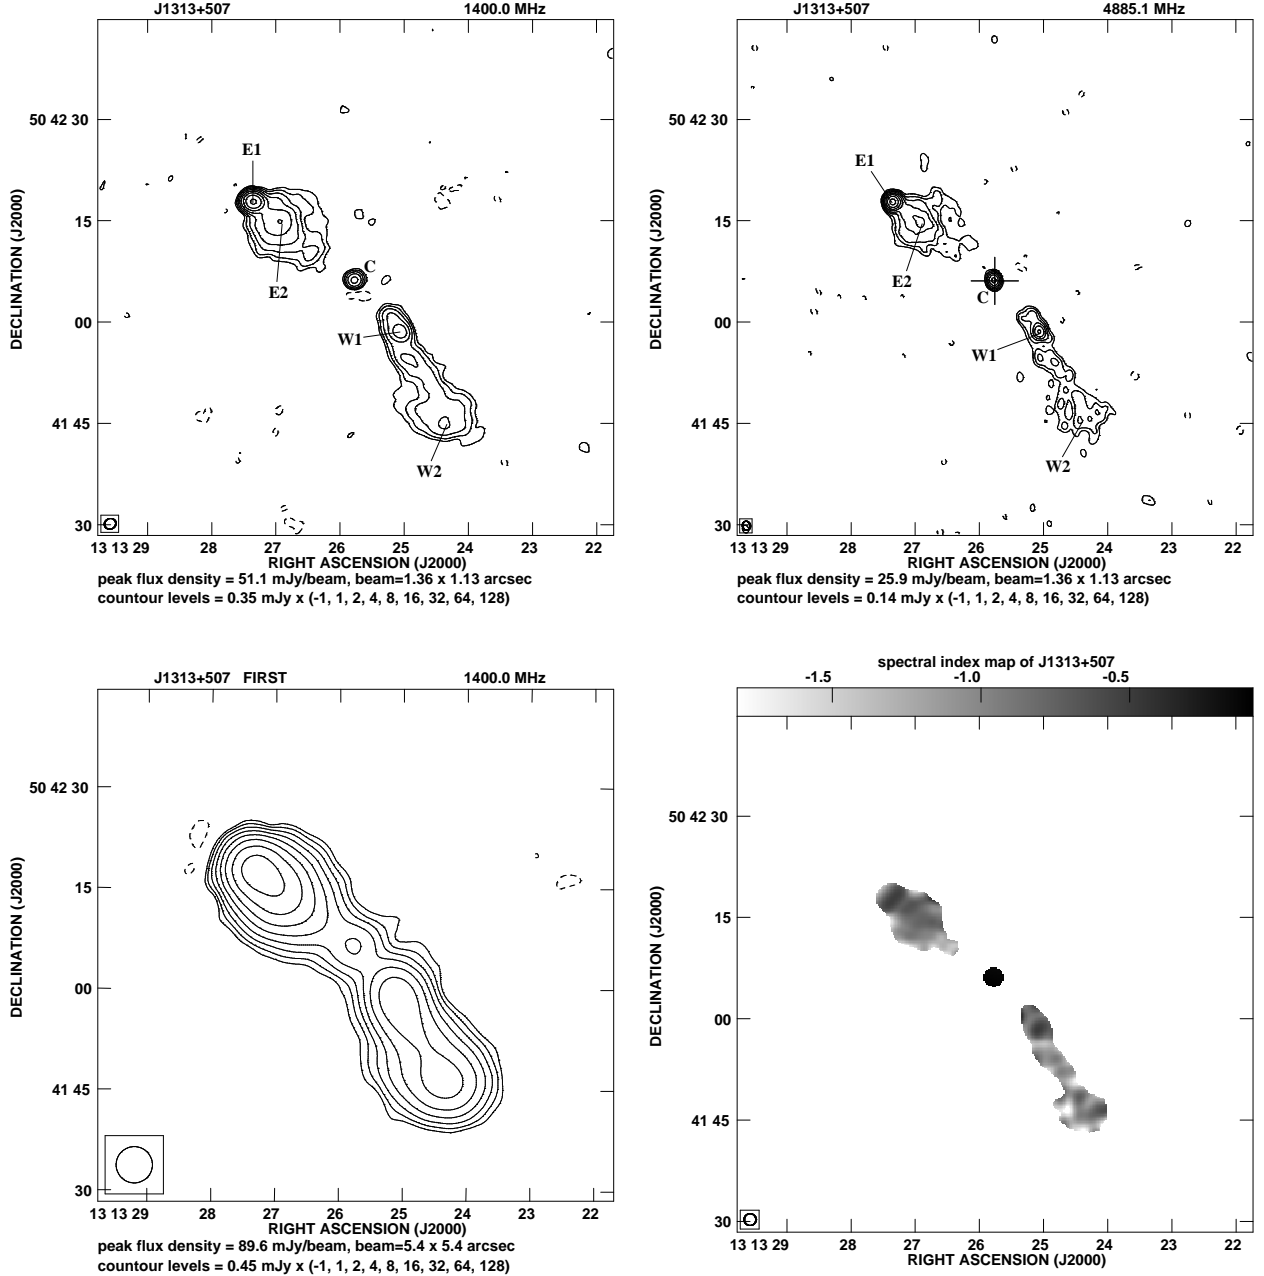 J1313+507 1400.0 MHz
50 42 30
E1
15
C
E2
00
W1
41 45
W2
30
13 13 29 28 27 26 25 24 23 22
DECLINATION (J2000)
RIGHT ASCENSION (J2000)
peak flux density = 51.1 mJy/beam, beam=1.36 x 1.13 arcsec
countour levels = 0.35 mJy x (-1, 1, 2, 4, 8, 16, 32, 64, 128)
J1313+507 4885.1 MHz
50 42 30
E1
15
E2
C
00
W1
41 45
W2
30
13 13 29 28 27 26 25 24 23 22
DECLINATION (J2000)
RIGHT ASCENSION (J2000)
peak flux density = 25.9 mJy/beam, beam=1.36 x 1.13 arcsec
countour levels = 0.14 mJy x (-1, 1, 2, 4, 8, 16, 32, 64, 128)
J1313+507 FIRST 1400.0 MHz
50 42 30
15
00
41 45
30
13 13 29 28 27 26 25 24 23 22
DECLINATION (J2000)
RIGHT ASCENSION (J2000)
peak flux density = 89.6 mJy/beam, beam=5.4 x 5.4 arcsec
countour levels = 0.45 mJy x (-1, 1, 2, 4, 8, 16, 32, 64, 128)
spectral index map of J1313+507
-1.5 -1.0 -0.5
50 42 30
15
00
41 45
30
13 13 29 28 27 26 25 24 23 22
DECLINATION (J2000)
RIGHT ASCENSION (J2000)